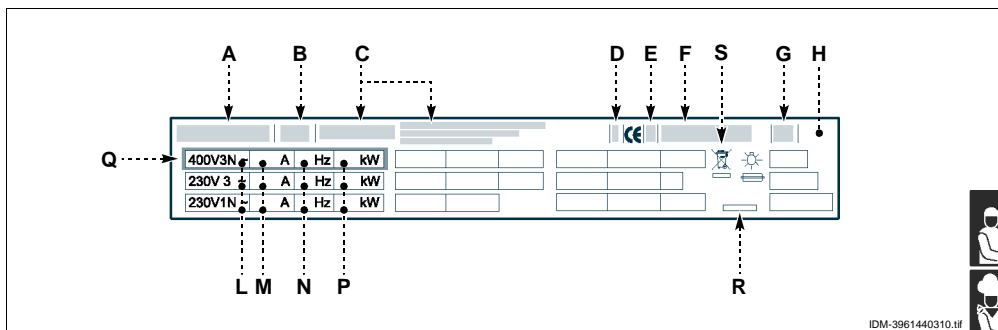 A B C D E F S G H
Q
400V3N ~ A Hz kW
230V 3 ~ A Hz kW
230V1N ~ A Hz kW
CE
L M N P R
IDM-3961440310.tif